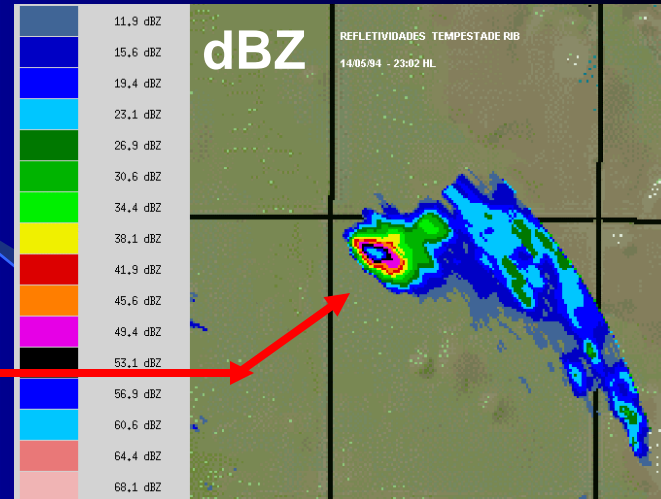 11.9 dBZ
15.6 dBZ
19.4 dBZ
23.1 dBZ
26.9 dBZ
30.6 dBZ
34.4 dBZ
38.1 dBZ
41.9 dBZ
45.6 dBZ
49.4 dBZ
53.1 dBZ
56.9 dBZ
60.6 dBZ
64.4 dBZ
68.1 dBZ
dBZ
REFLETIVIDADES TEMPESTADE RIB
14/05/94 - 23:02 HL